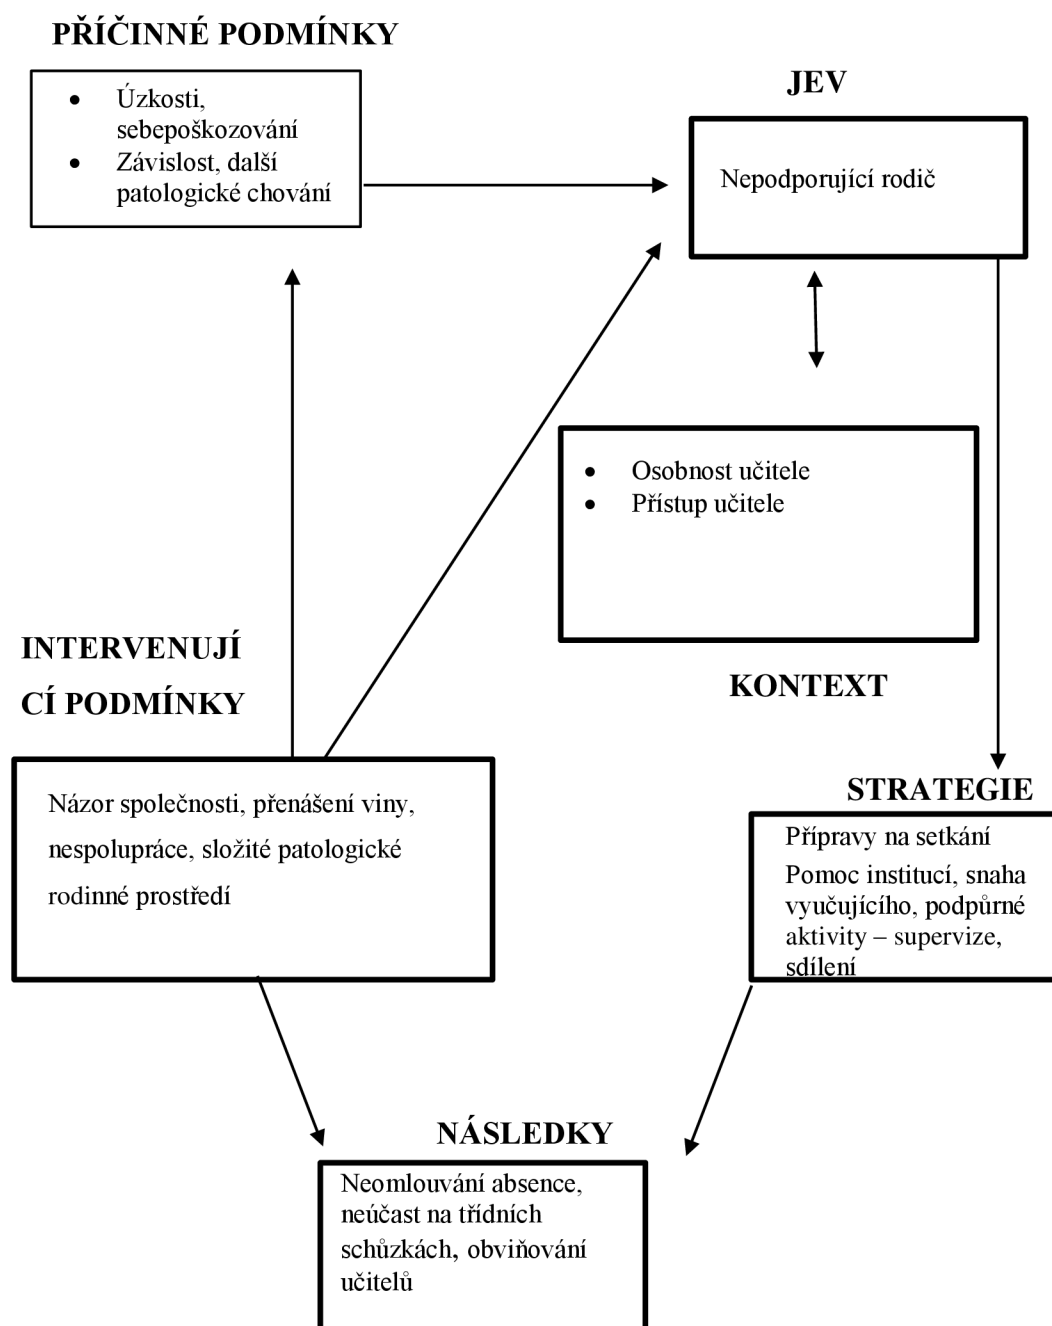 PŘÍČINNÉ PODMÍNKY
• Úzkosti,
sebepoškozování
• Závislost, další
patologické chování
JEV
Nepodporující rodič
• Osobnost učitele
• Přístup učitele
KONTEXT
INTERVENUJÍ
CÍ PODMÍNKY
Názor společnosti, přenášení viny,
nespolupráce, složité patologické
rodinné prostředí
STRATEGIE
Přípravy na setkání
Pomoc institucí, snaha
vyučujícího, podpůrné
aktivity – supervize,
sdílení
NÁSLEDKY
Neomlouvání absence,
neúčast na třídních
schůzkách, obviňování
učitelů